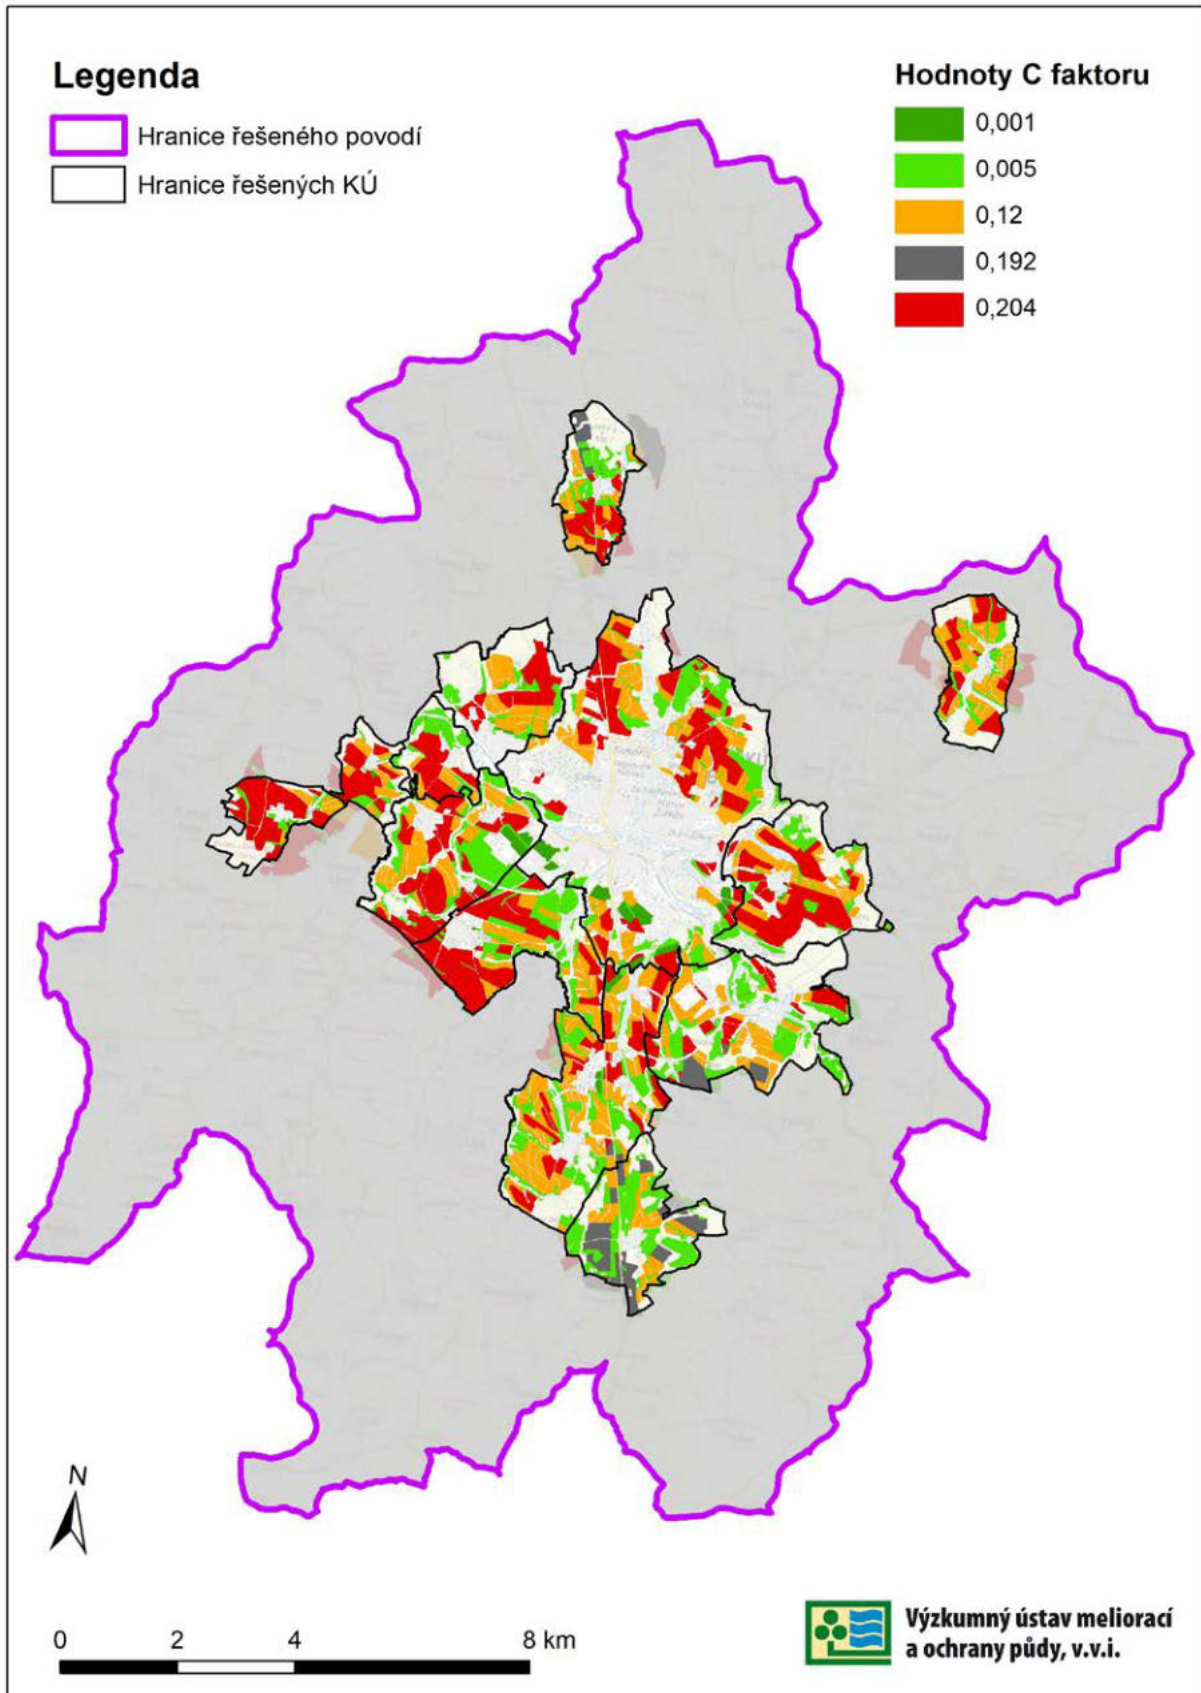 Legenda
Hranice řešeného povodí
Hranice řešených KÚ
Hodnoty C faktoru
0,001
0,005
0,12
0,192
0,204
N
0 2 4 8 km
Výzkumný ústav meliorací
a ochrany půdy, v.v.i.